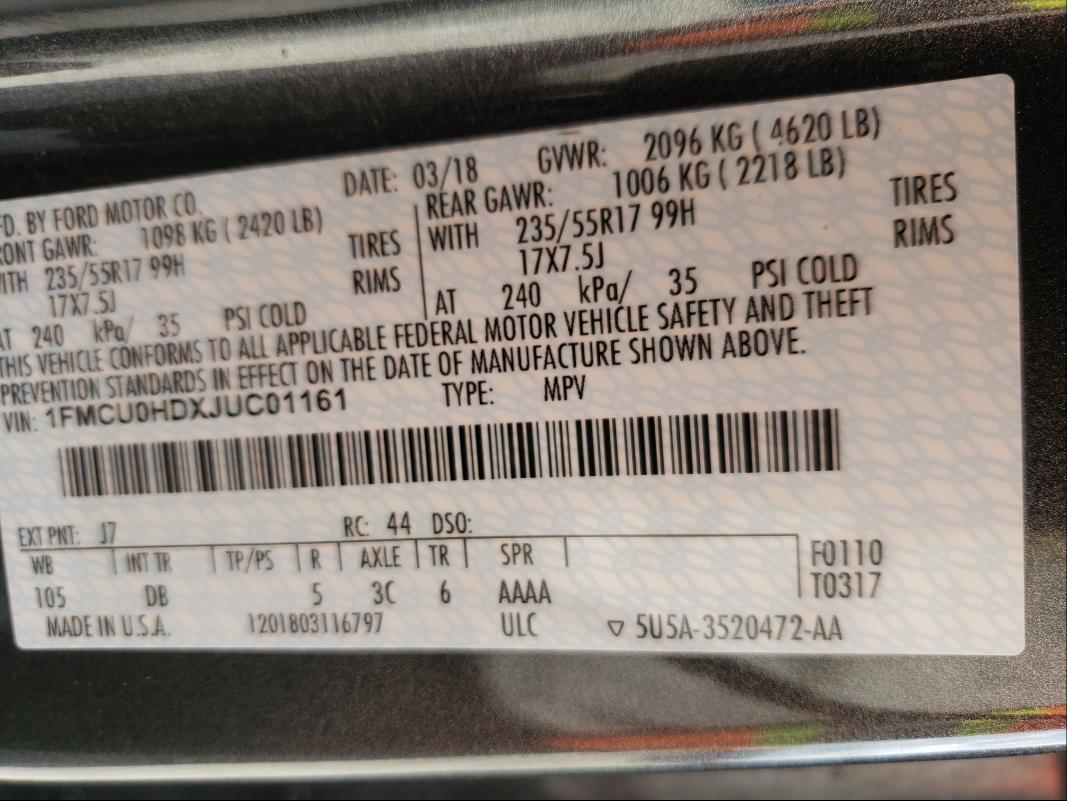 FD. BY FORD MOTOR CO.
DATE: 03/18
GVWR: 2096 KG ( 4620 LB)
RONT GAWR: 1098 KG ( 2420 LB)
REAR GAWR: 1006 KG ( 2218 LB)
ITH 235/55R17 99H TIRES
WITH 235/55R17 99H TIRES
17X7.5J RIMS
17X7.5J RIMS
AT 240 kPa/ 35 PSI COLD
AT 240 kPa/ 35 PSI COLD
THIS VEHICLE CONFORMS TO ALL APPLICABLE FEDERAL MOTOR VEHICLE SAFETY AND THEFT
PREVENTION STANDARDS IN EFFECT ON THE DATE OF MANUFACTURE SHOWN ABOVE.
VIN: 1FMCU0HDXJUC01161 TYPE: MPV
EXT PNT: J7 RC: 44 DSO:
WB INT TR TP/PS R AXLE TR SPR F0110
105 DB 5 3C 6 AAAA T0317
MADE IN U.S.A. 1201803116797 ULC ▽ 5U5A-3520472-AA